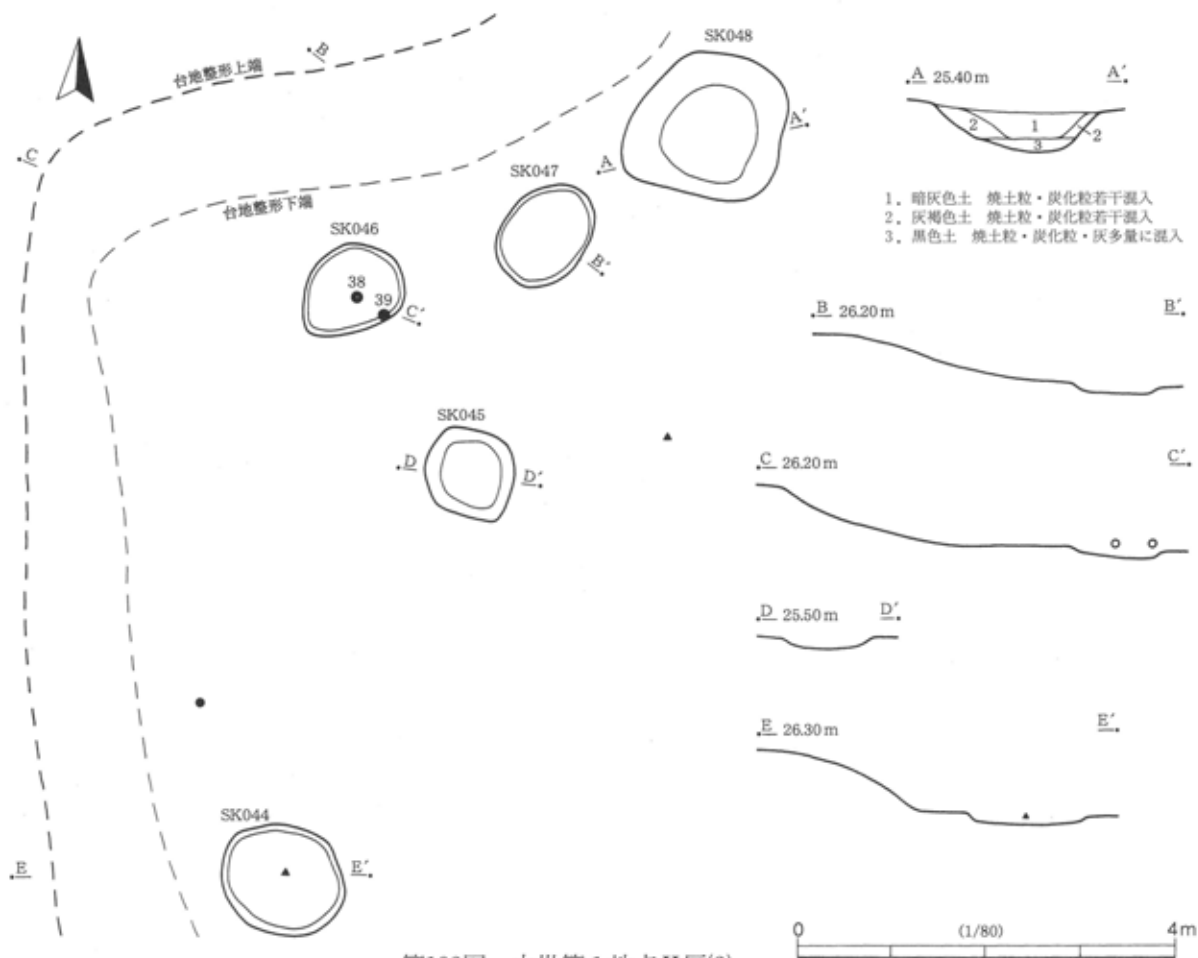 SK048
台地整形上端
B
A 25.40m A′
C
A′
2 1 2
3
SK047
A
台地整形下端
1．暗灰色土 焼土粒・炭化粒若干混入
2．灰褐色土 焼土粒・炭化粒若干混入
3．黒色土 焼土粒・炭化粒・灰多量に混入
SK046
B′
38
39
C′
B 26.20m B′
SK045
D
D′
C 26.20m C′
D 25.50m D′
E 26.30m E′
SK044
E
E′
0 (1/80) 4m